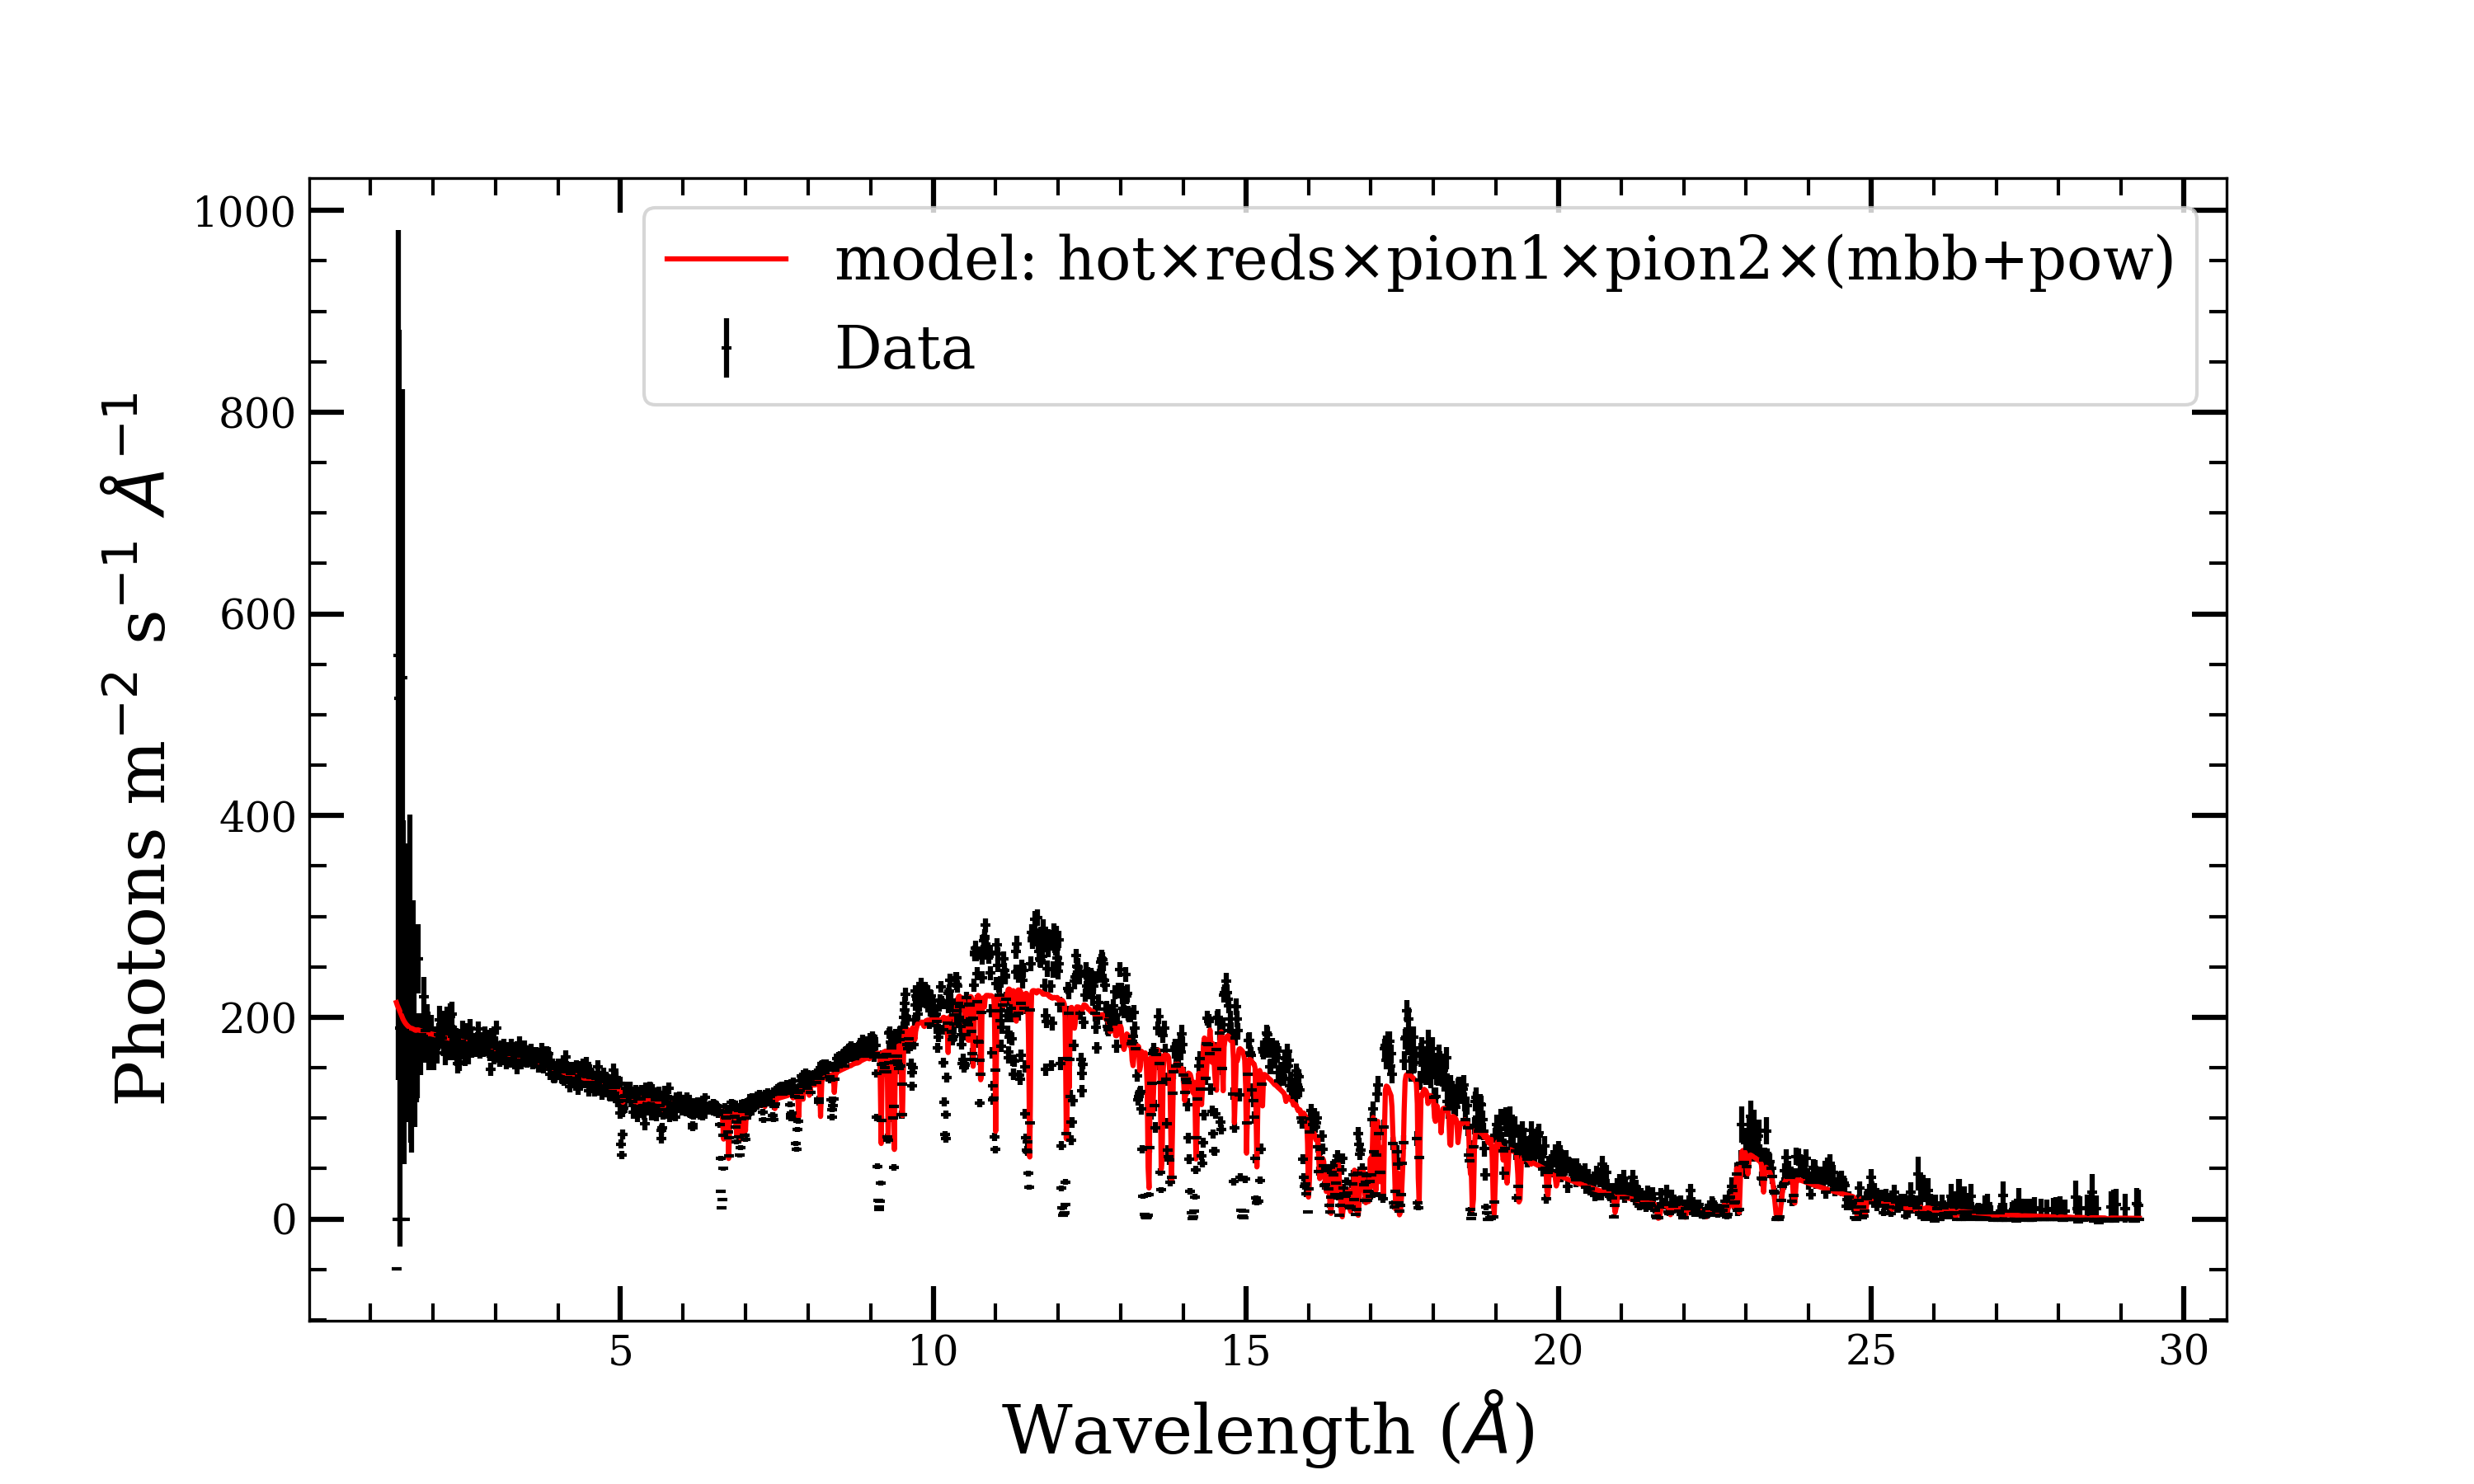 model: hot×reds×pion1×pion2×(mbb+pow)
Data
Photons m⁻² s⁻¹ Å⁻¹
1000
800
600
400
200
0
5 10 15 20 25 30
Wavelength (Å)